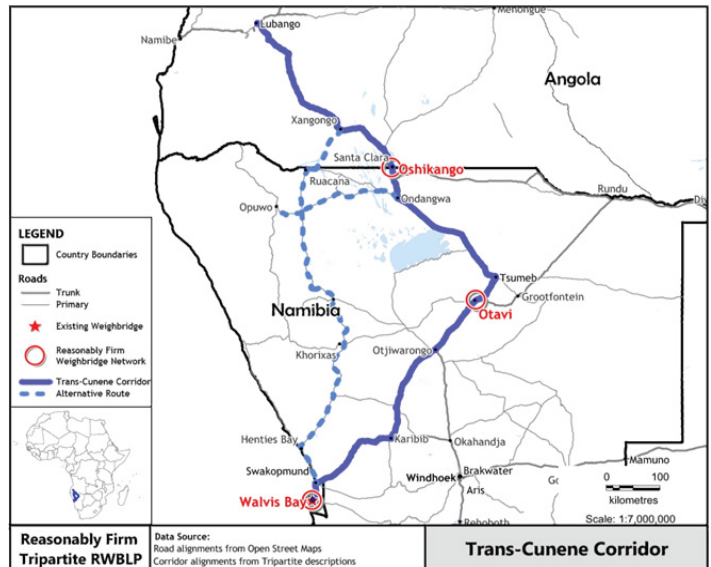 Menongue
Lubango
Namibe
Angola
Xangongo
Santa Clara
Oshikango
Ruacana
Rundu
Ondangwa
Opuwo
LEGEND
Country Boundaries
Roads
Trunk
Primary
Existing Weighbridge
Reasonably Firm
Weighbridge Network
Trans-Cunene Corridor
Alternative Route
Tsumeb
Grootfontein
Namibia
Otavi
Khorixas
Otjiwarongo
Henties Bay
Karibib
Okahandja
Swakopmund
Windhoek
Brakwater
Mamuno
Aris
Walvis Bay
Rehoboth
0 100
kilometres
Scale: 1:7,000,000
Reasonably Firm
Tripartite RWBLP
Data Source:
Road alignments from Open Street Maps
Corridor alignments from Tripartite descriptions
Trans-Cunene Corridor